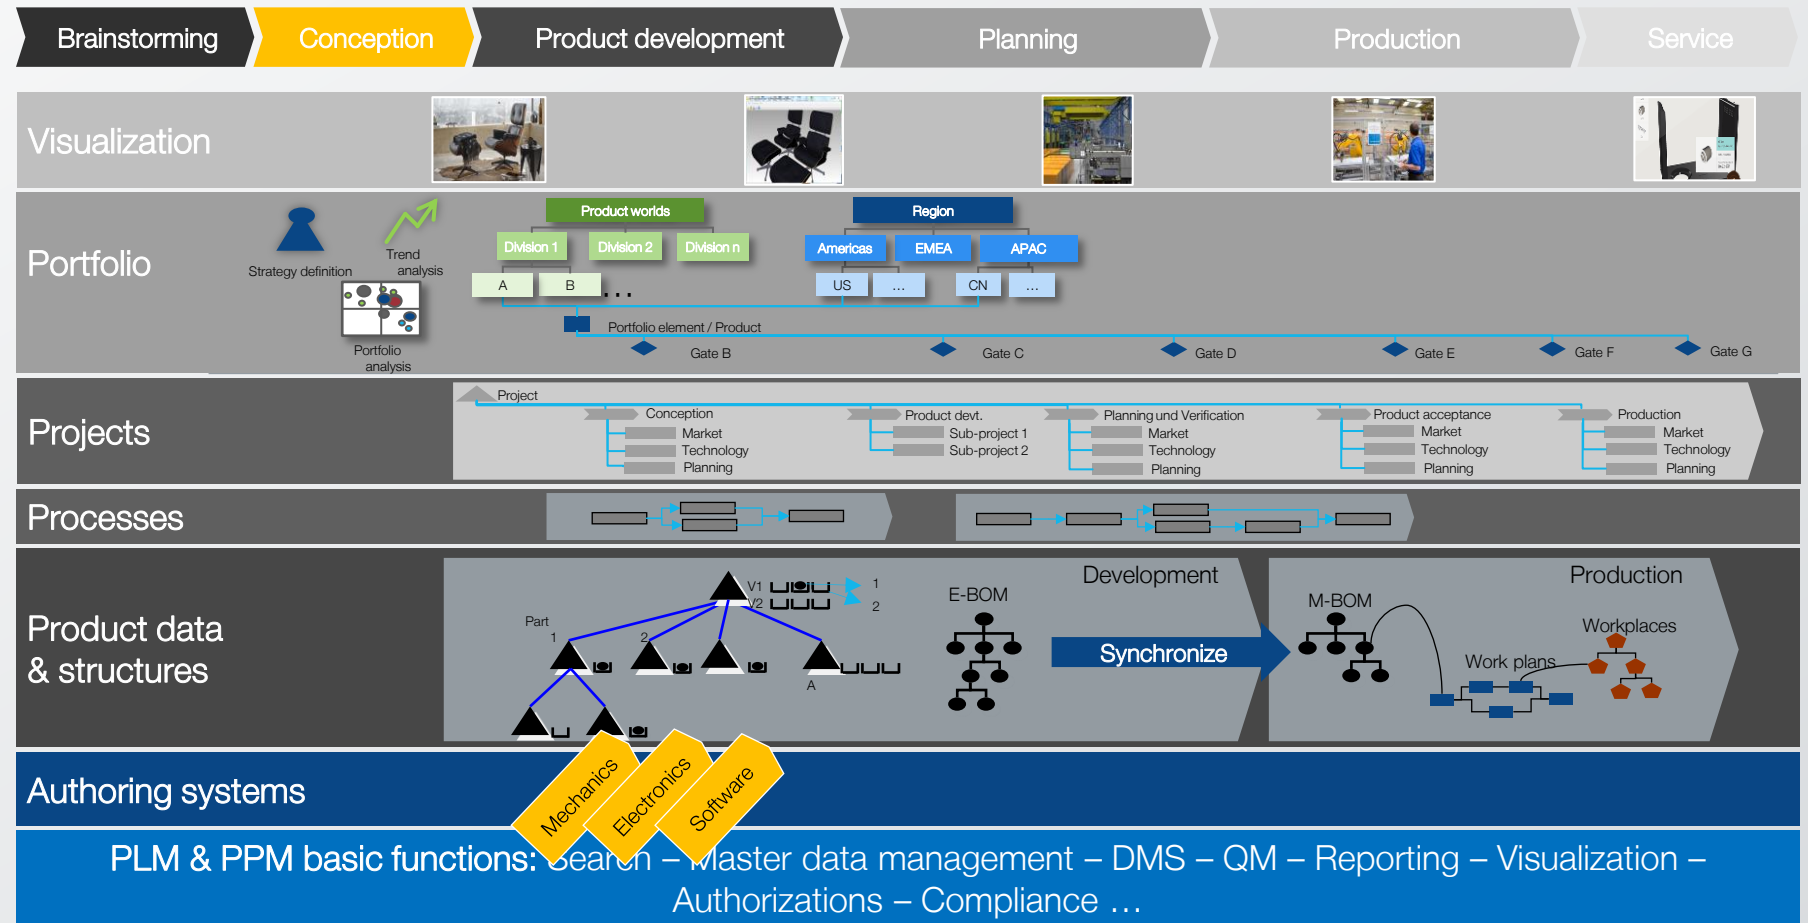 Brainstorming
Conception
Product development
Planning
Production
Service
Visualization
Portfolio
Strategy definition
Trend
analysis
Portfolio
analysis
Product worlds
Division 1
Division 2
Division n
A
B
...
Region
Americas
EMEA
APAC
US
...
CN
...
Portfolio element / Product
Gate B
Gate C
Gate D
Gate E
Gate F
Gate G
Projects
Project
Conception
Market
Technology
Planning
Product devt.
Sub-project 1
Sub-project 2
Planning und Verification
Market
Technology
Planning
Product acceptance
Market
Technology
Planning
Production
Market
Technology
Planning
Processes
Product data
& structures
V1
1
V2
2
Part
1
2
A
E-BOM
Development
Synchronize
M-BOM
Production
Workplaces
Work plans
Authoring systems
Mechanics
Electronics
Software
PLM & PPM basic functions: Search – Master data management – DMS – QM – Reporting – Visualization –
Authorizations – Compliance ...